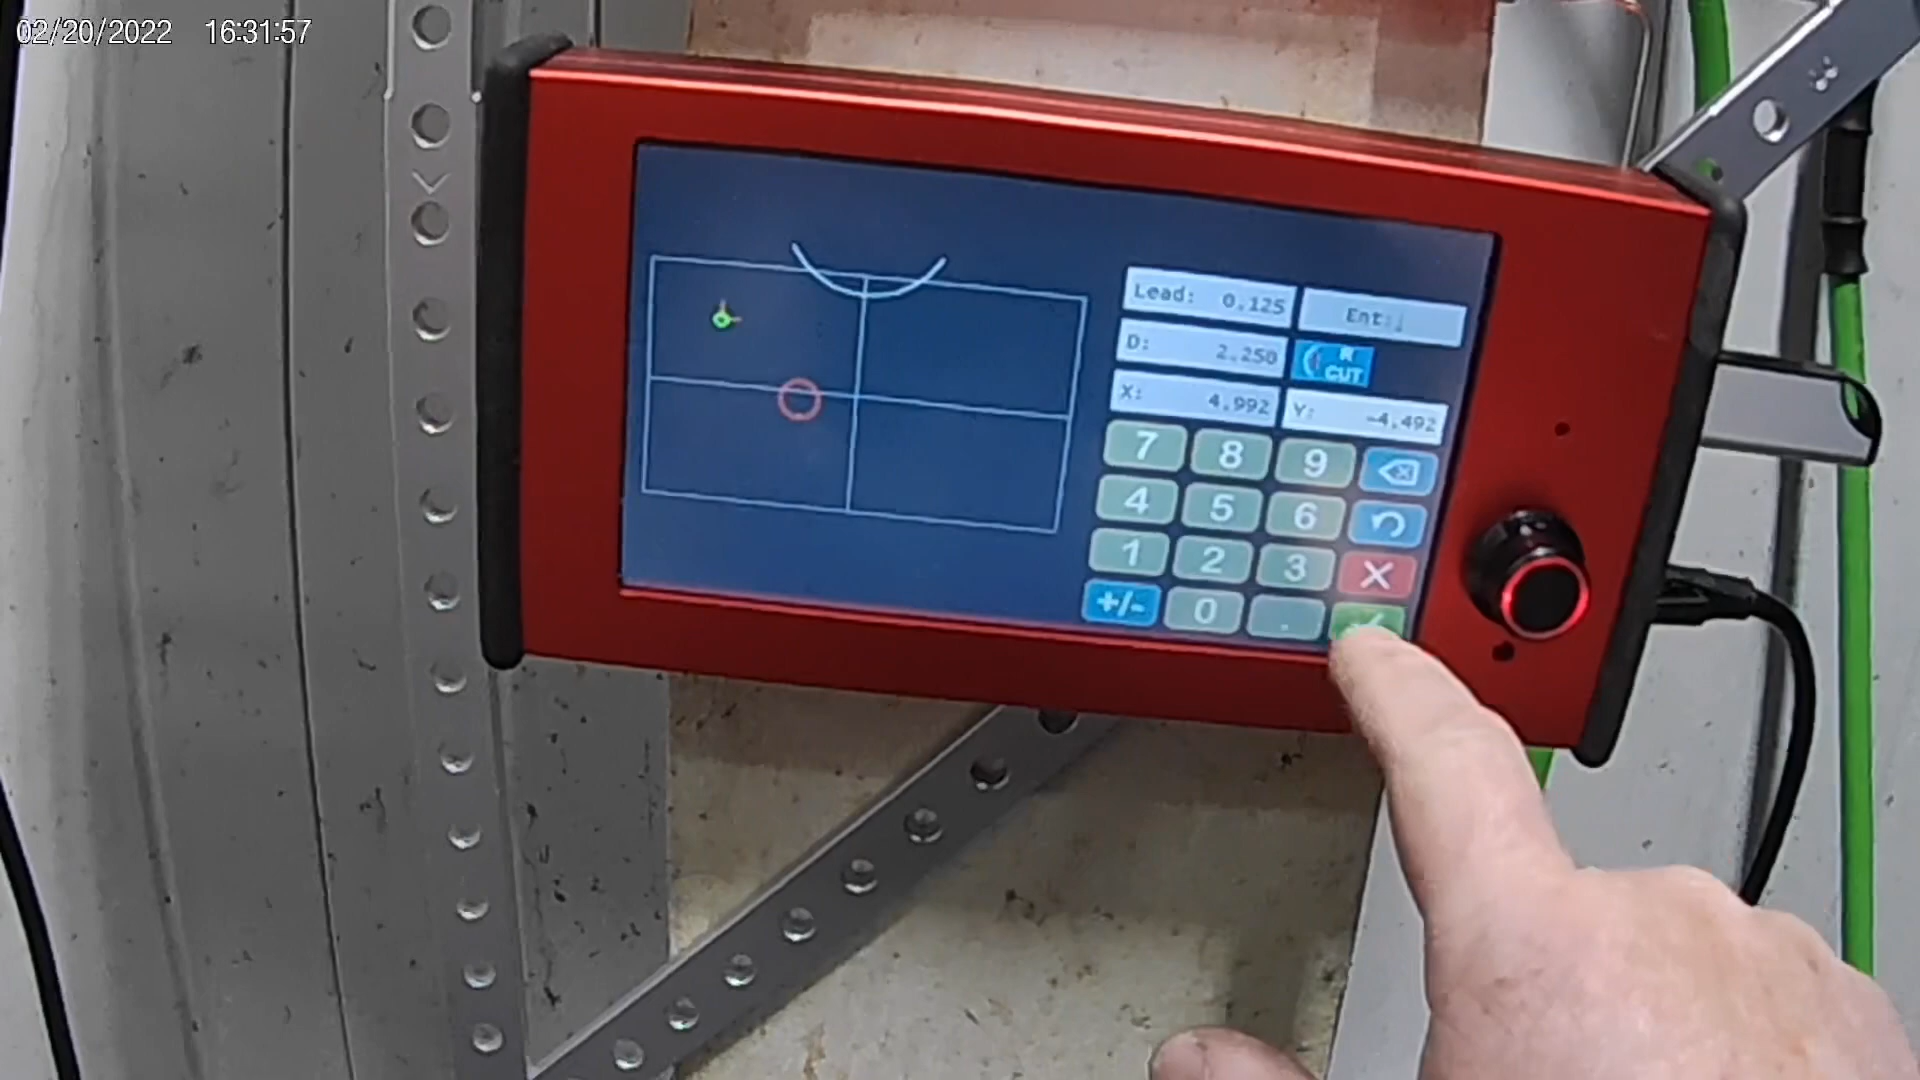 02/20/2022 16:31:57
Lead: 0.125 Ent:
D: 2.250 R CUT
X: 4.992 Y: -4.492
7 8 9
4 5 6
1 2 3 X
+/- 0 .